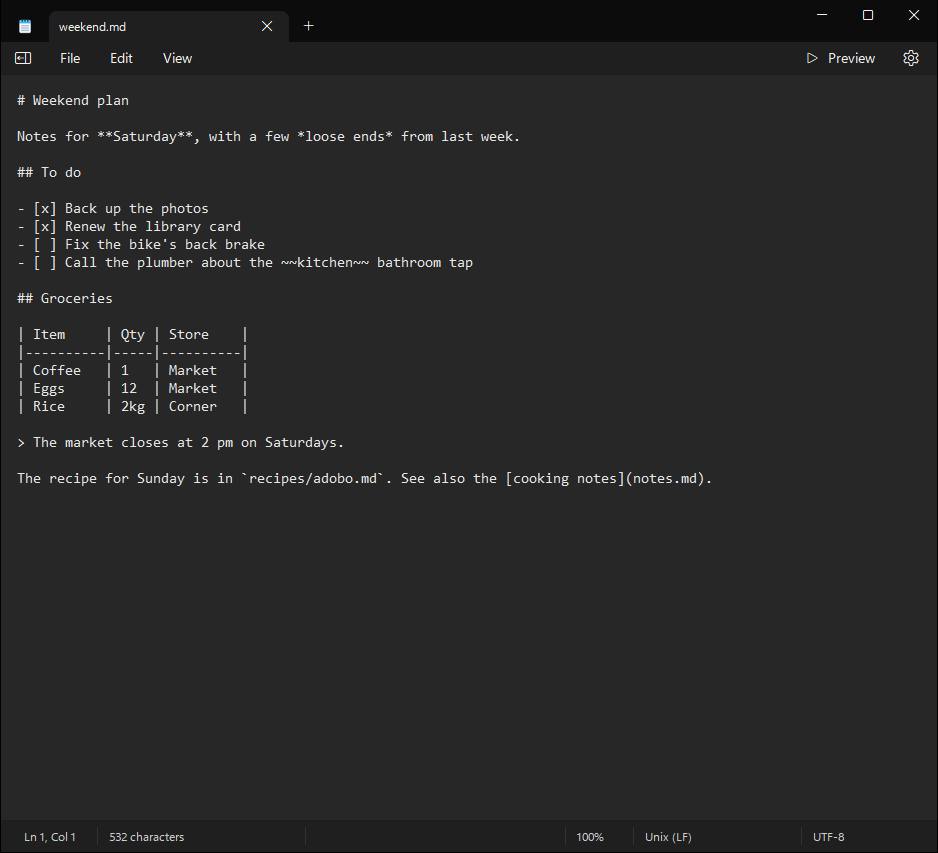 weekend.md
File Edit View Preview
# Weekend plan
Notes for **Saturday**, with a few *loose ends* from last week.
## To do
- [x] Back up the photos
- [x] Renew the library card
- [ ] Fix the bike's back brake
- [ ] Call the plumber about the ~~kitchen~~ bathroom tap
## Groceries
| Item     | Qty | Store    |
|----------|-----|----------|
| Coffee   | 1   | Market   |
| Eggs     | 12  | Market   |
| Rice     | 2kg | Corner   |
> The market closes at 2 pm on Saturdays.
The recipe for Sunday is in `recipes/adobo.md`. See also the [cooking notes](notes.md).
Ln 1, Col 1 532 characters 100% Unix (LF) UTF-8